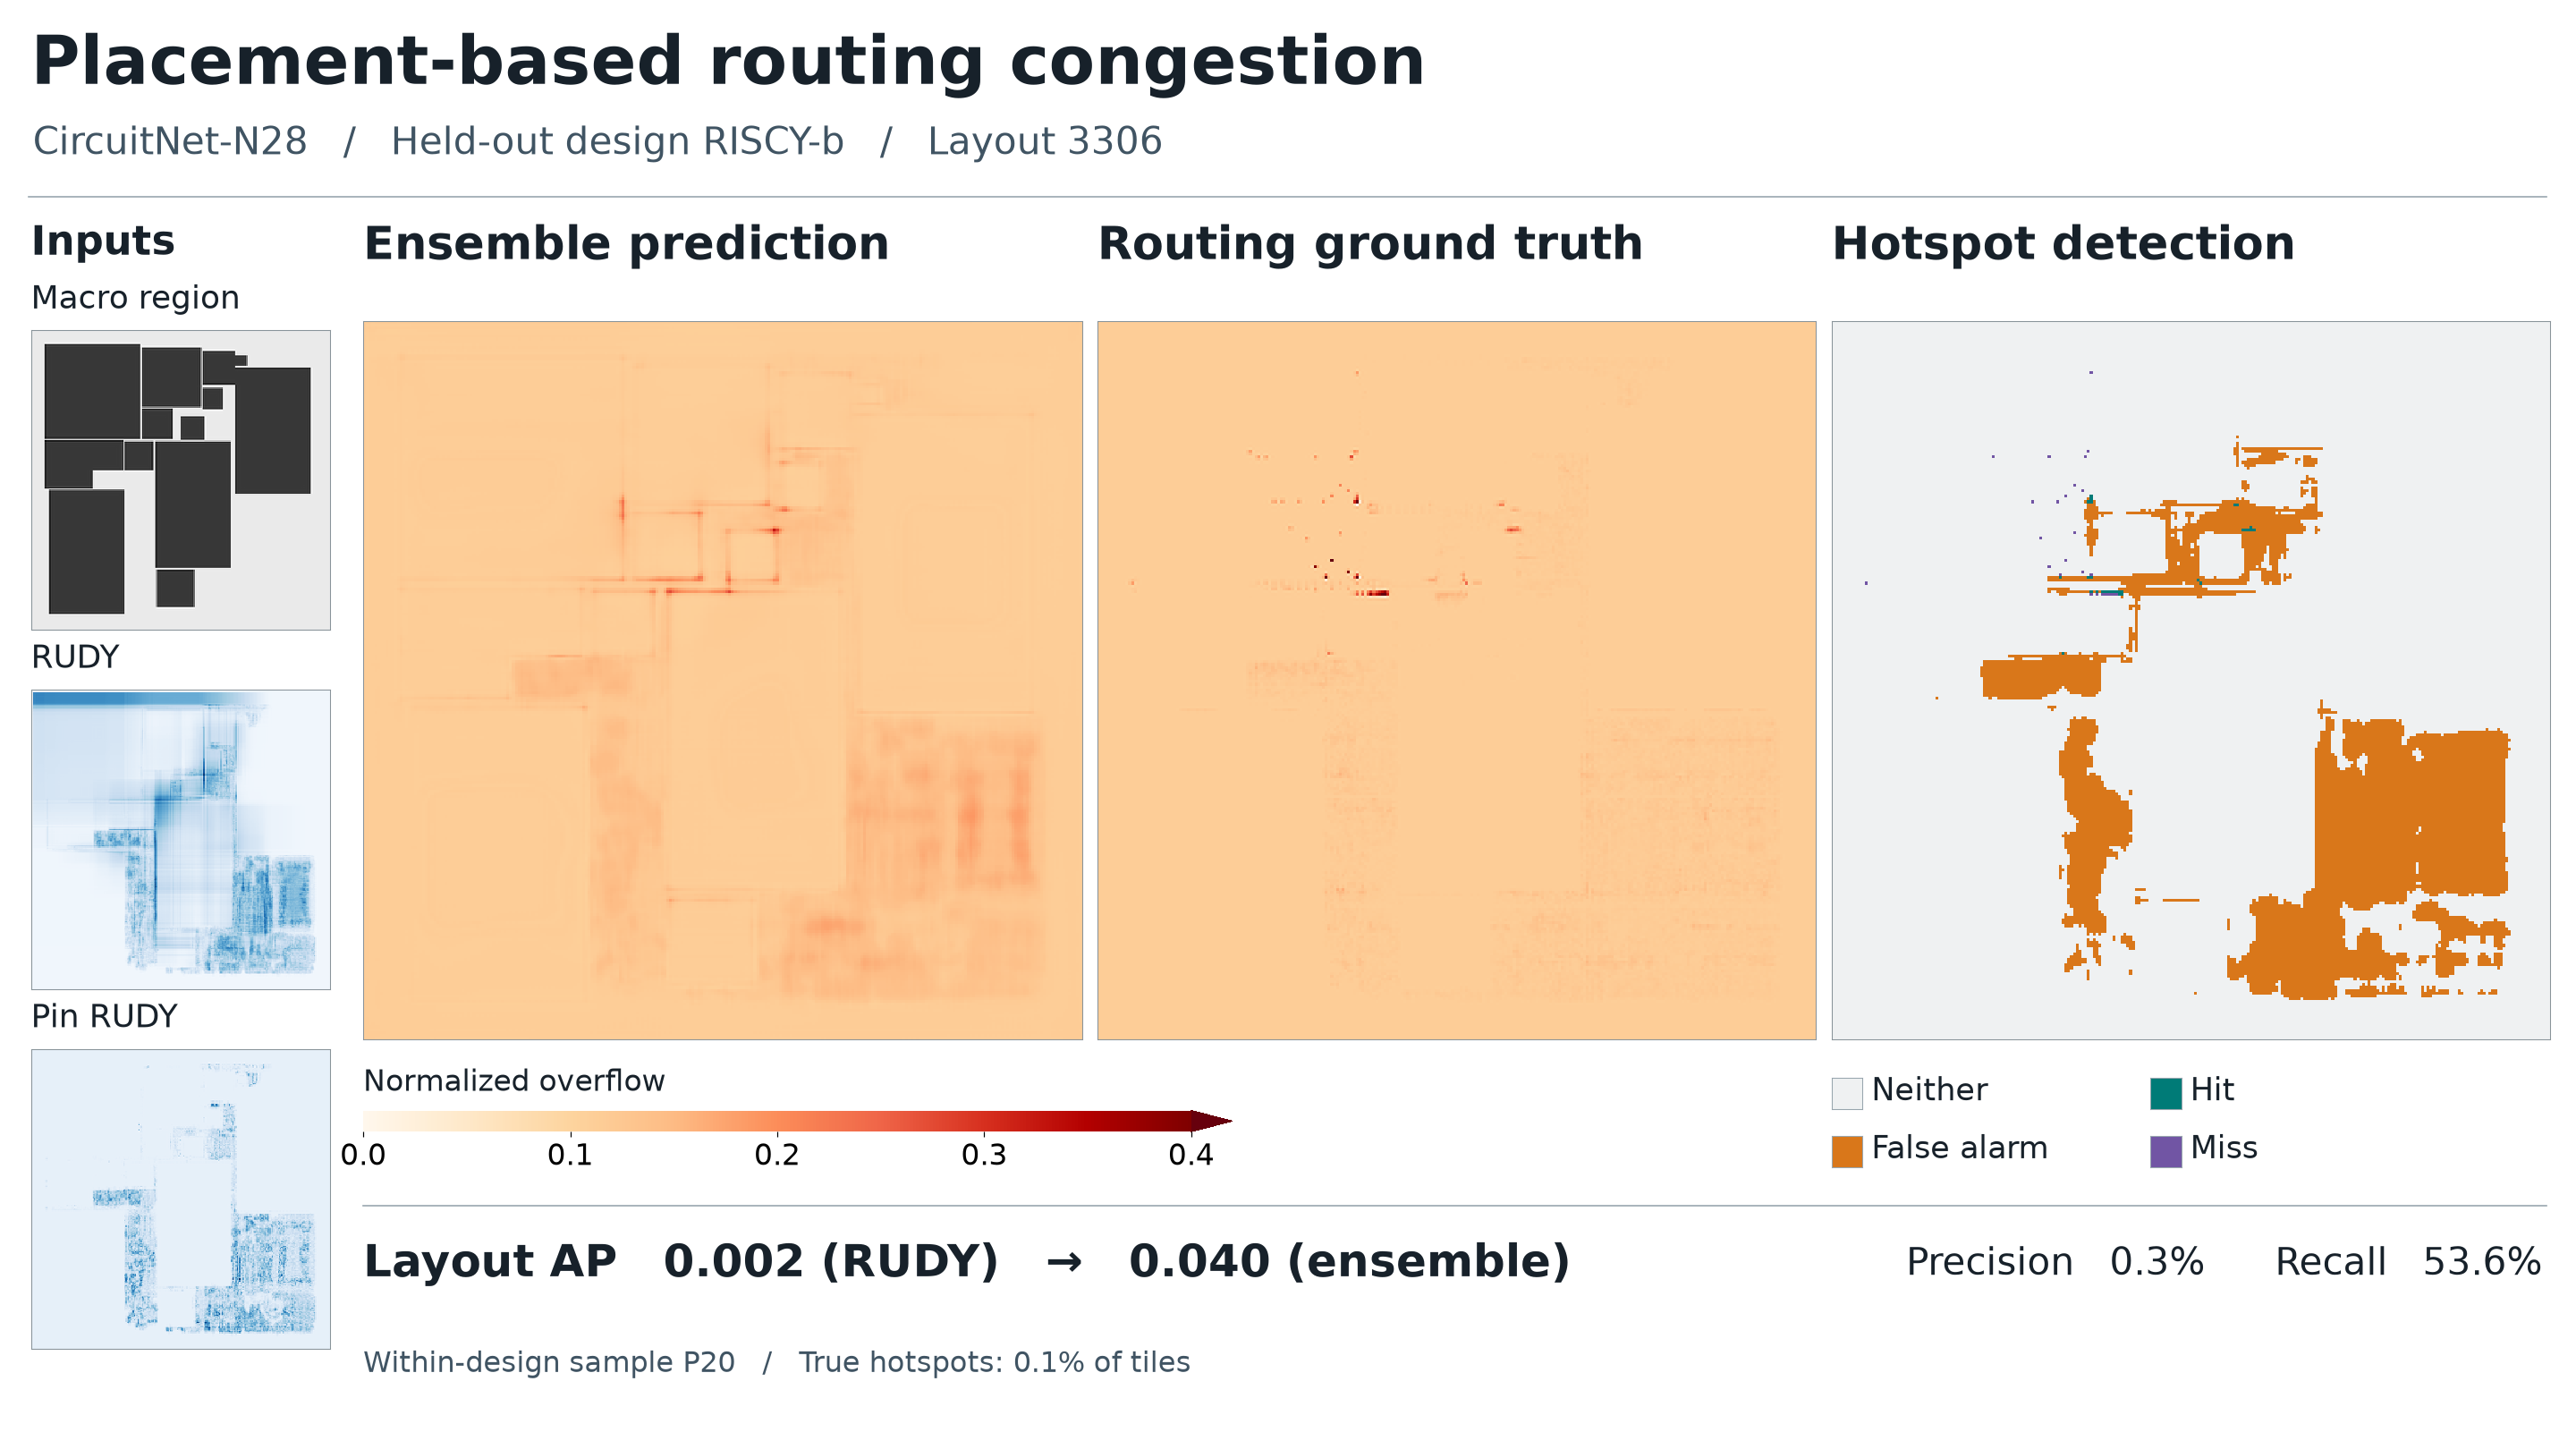 Placement-based routing congestion
CircuitNet-N28 / Held-out design RISCY-b / Layout 3306
Inputs
Macro region
RUDY
Pin RUDY
Ensemble prediction
Routing ground truth
Hotspot detection
Normalized overflow
0.0 0.1 0.2 0.3 0.4
Neither
Hit
False alarm
Miss
Layout AP 0.002 (RUDY) → 0.040 (ensemble)
Precision 0.3% Recall 53.6%
Within-design sample P20 / True hotspots: 0.1% of tiles